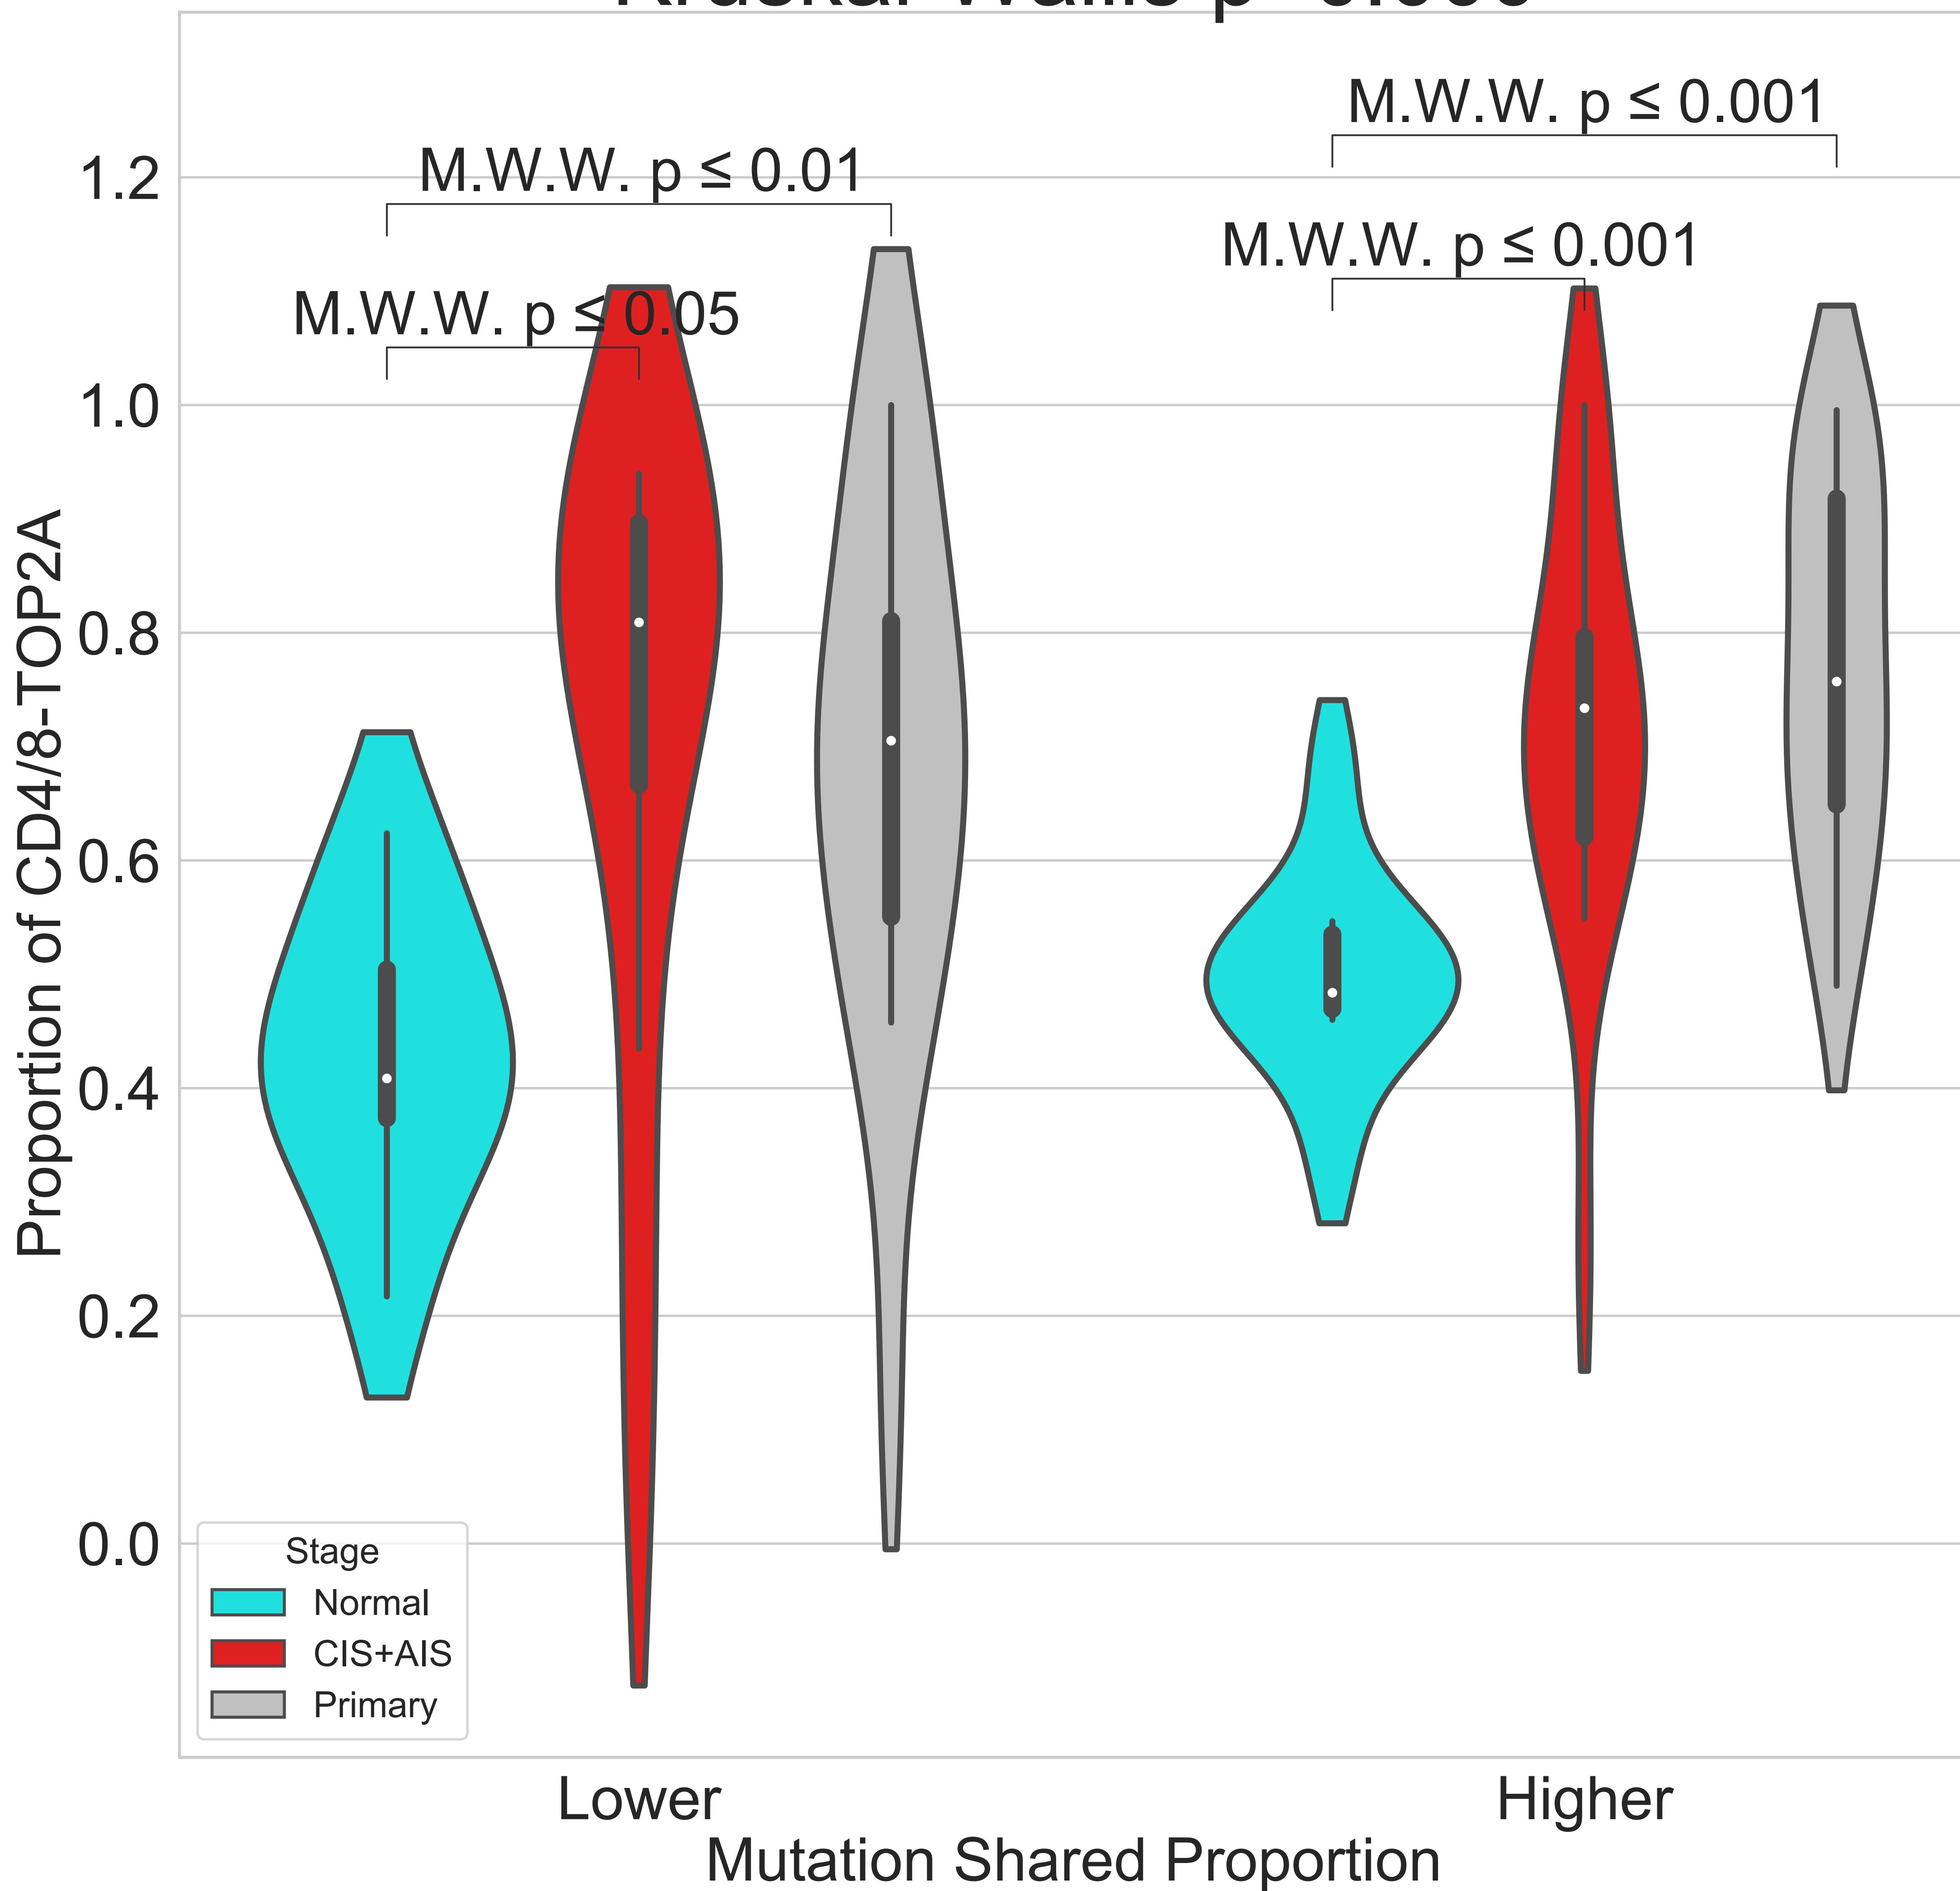 M.W.W. p ≤ 0.001
M.W.W. p ≤ 0.01
M.W.W. p ≤ 0.001
M.W.W. p ≤ 0.05
1.2
1.0
0.8
0.6
0.4
0.2
0.0
Proportion of CD4/8-TOP2A
Stage
Normal
CIS+AIS
Primary
Lower
Higher
Mutation Shared Proportion